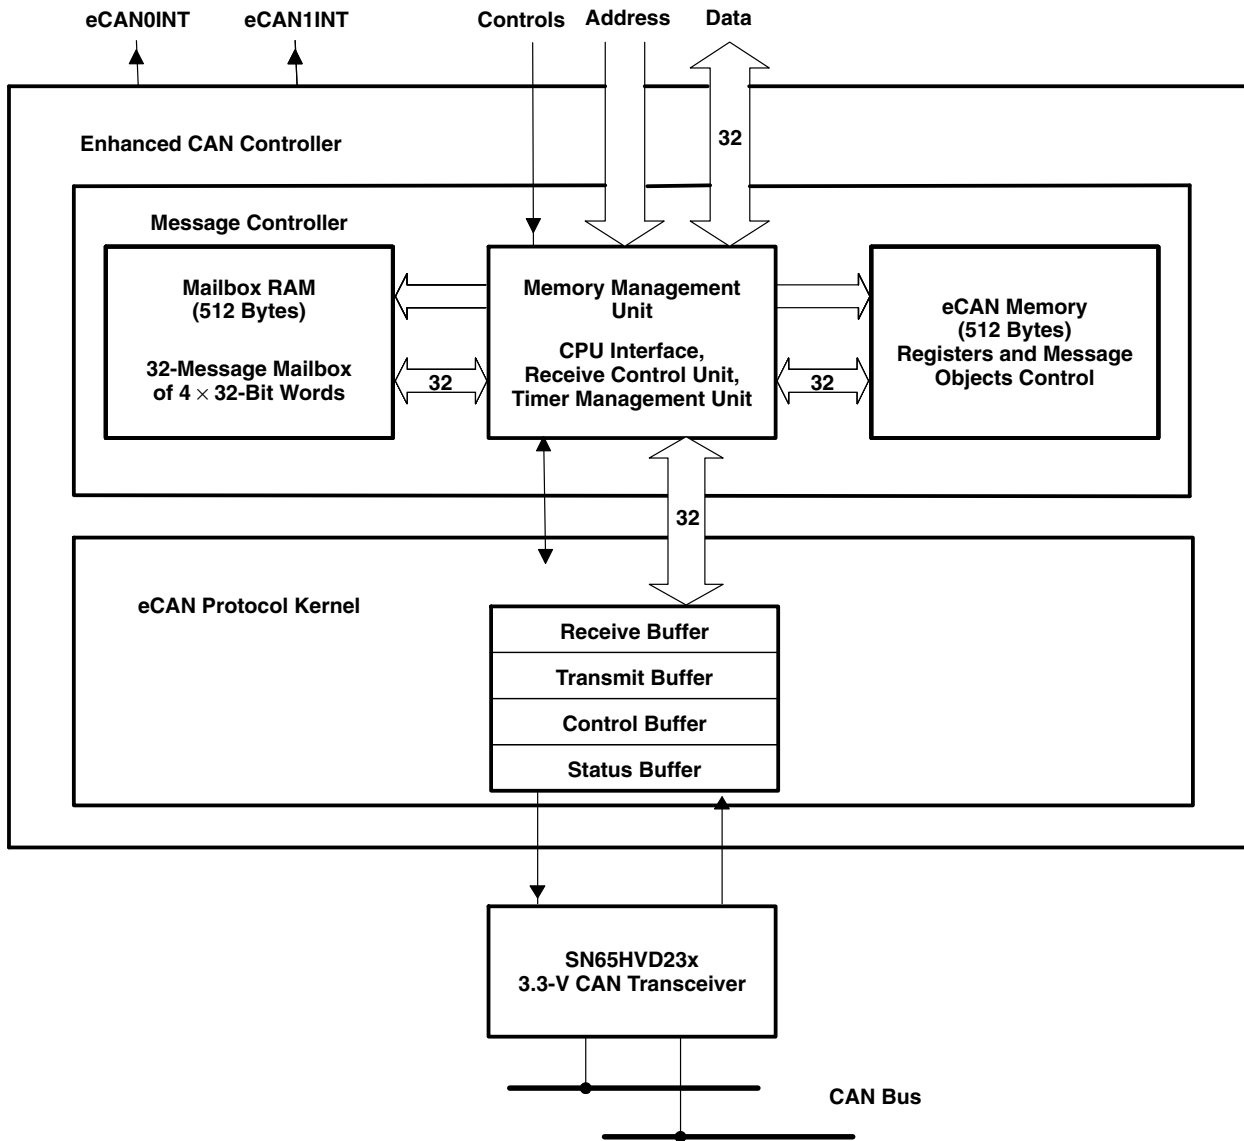 eCAN0INT eCAN1INT Controls Address Data
32
Enhanced CAN Controller
Message Controller
Mailbox RAM
(512 Bytes)
32-Message Mailbox
of 4 × 32-Bit Words
32
Memory Management
Unit
CPU Interface,
Receive Control Unit,
Timer Management Unit
32
eCAN Memory
(512 Bytes)
Registers and Message
Objects Control
32
eCAN Protocol Kernel
Receive Buffer
Transmit Buffer
Control Buffer
Status Buffer
SN65HVD23x
3.3-V CAN Transceiver
CAN Bus